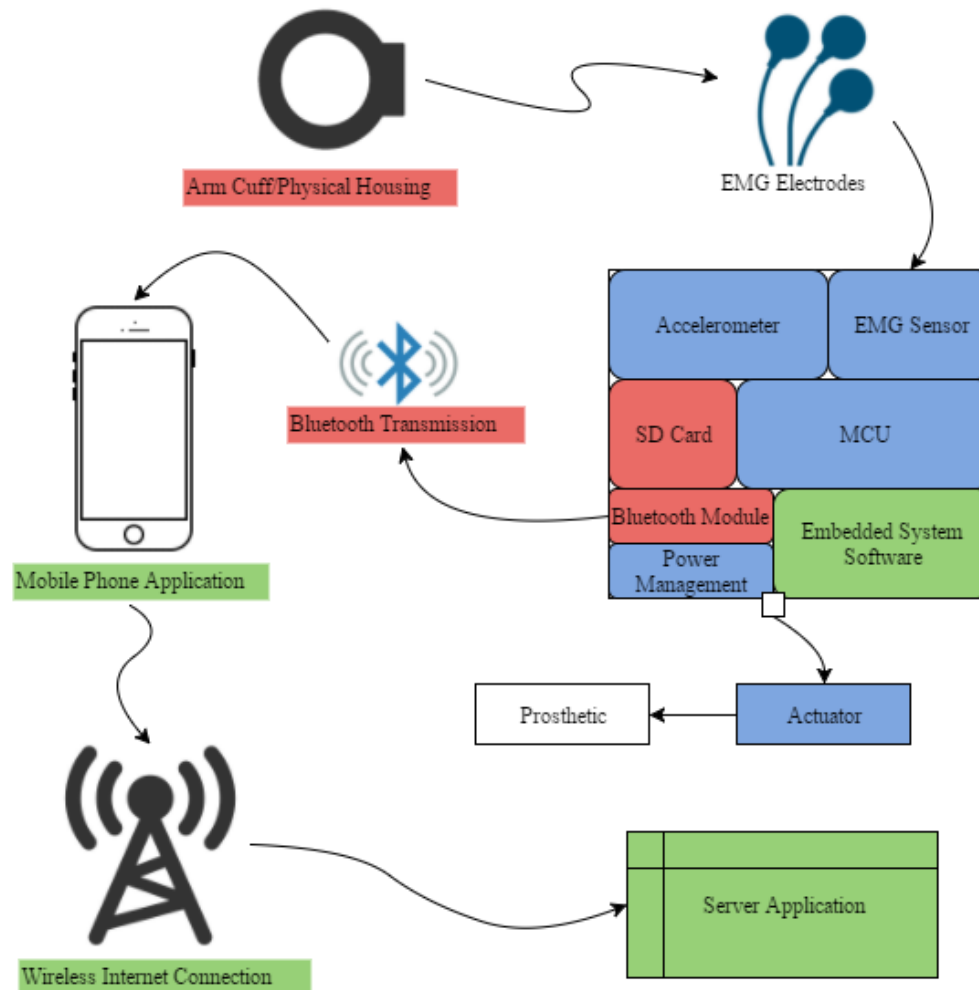 Arm Cuff/Physical Housing
EMG Electrodes
Accelerometer
EMG Sensor
SD Card
MCU
Bluetooth Transmission
Bluetooth Module
Embedded System
Software
Power
Management
Mobile Phone Application
Prosthetic
Actuator
Server Application
Wireless Internet Connection